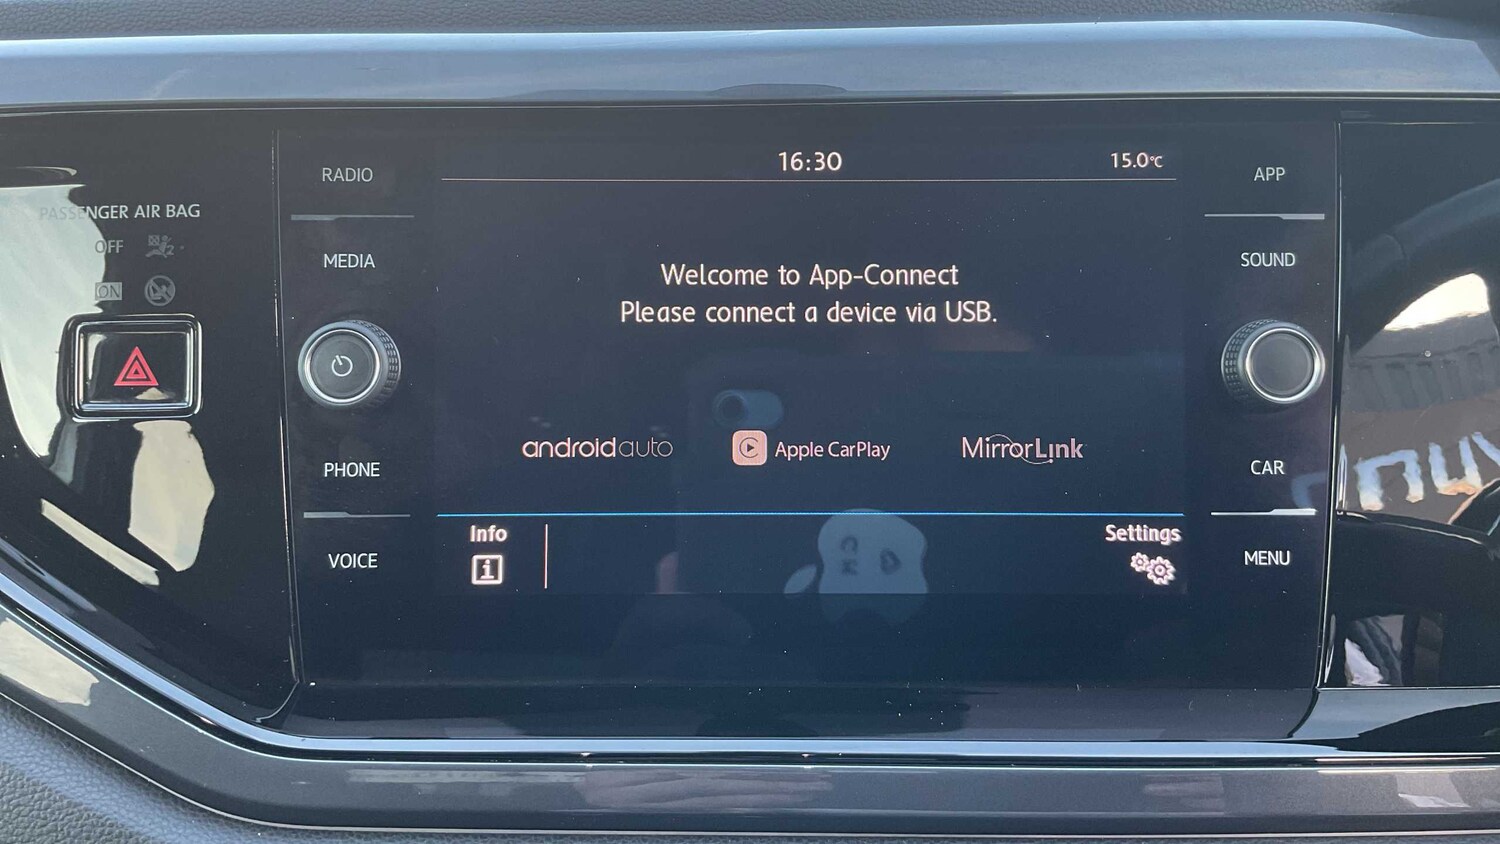 PASSENGER AIR BAG
OFF
ON
RADIO
MEDIA
PHONE
VOICE
16:30
15.0°C
Welcome to App-Connect
Please connect a device via USB.
androidauto
Apple CarPlay
MirrorLink
Info
i
Settings
APP
SOUND
CAR
MENU